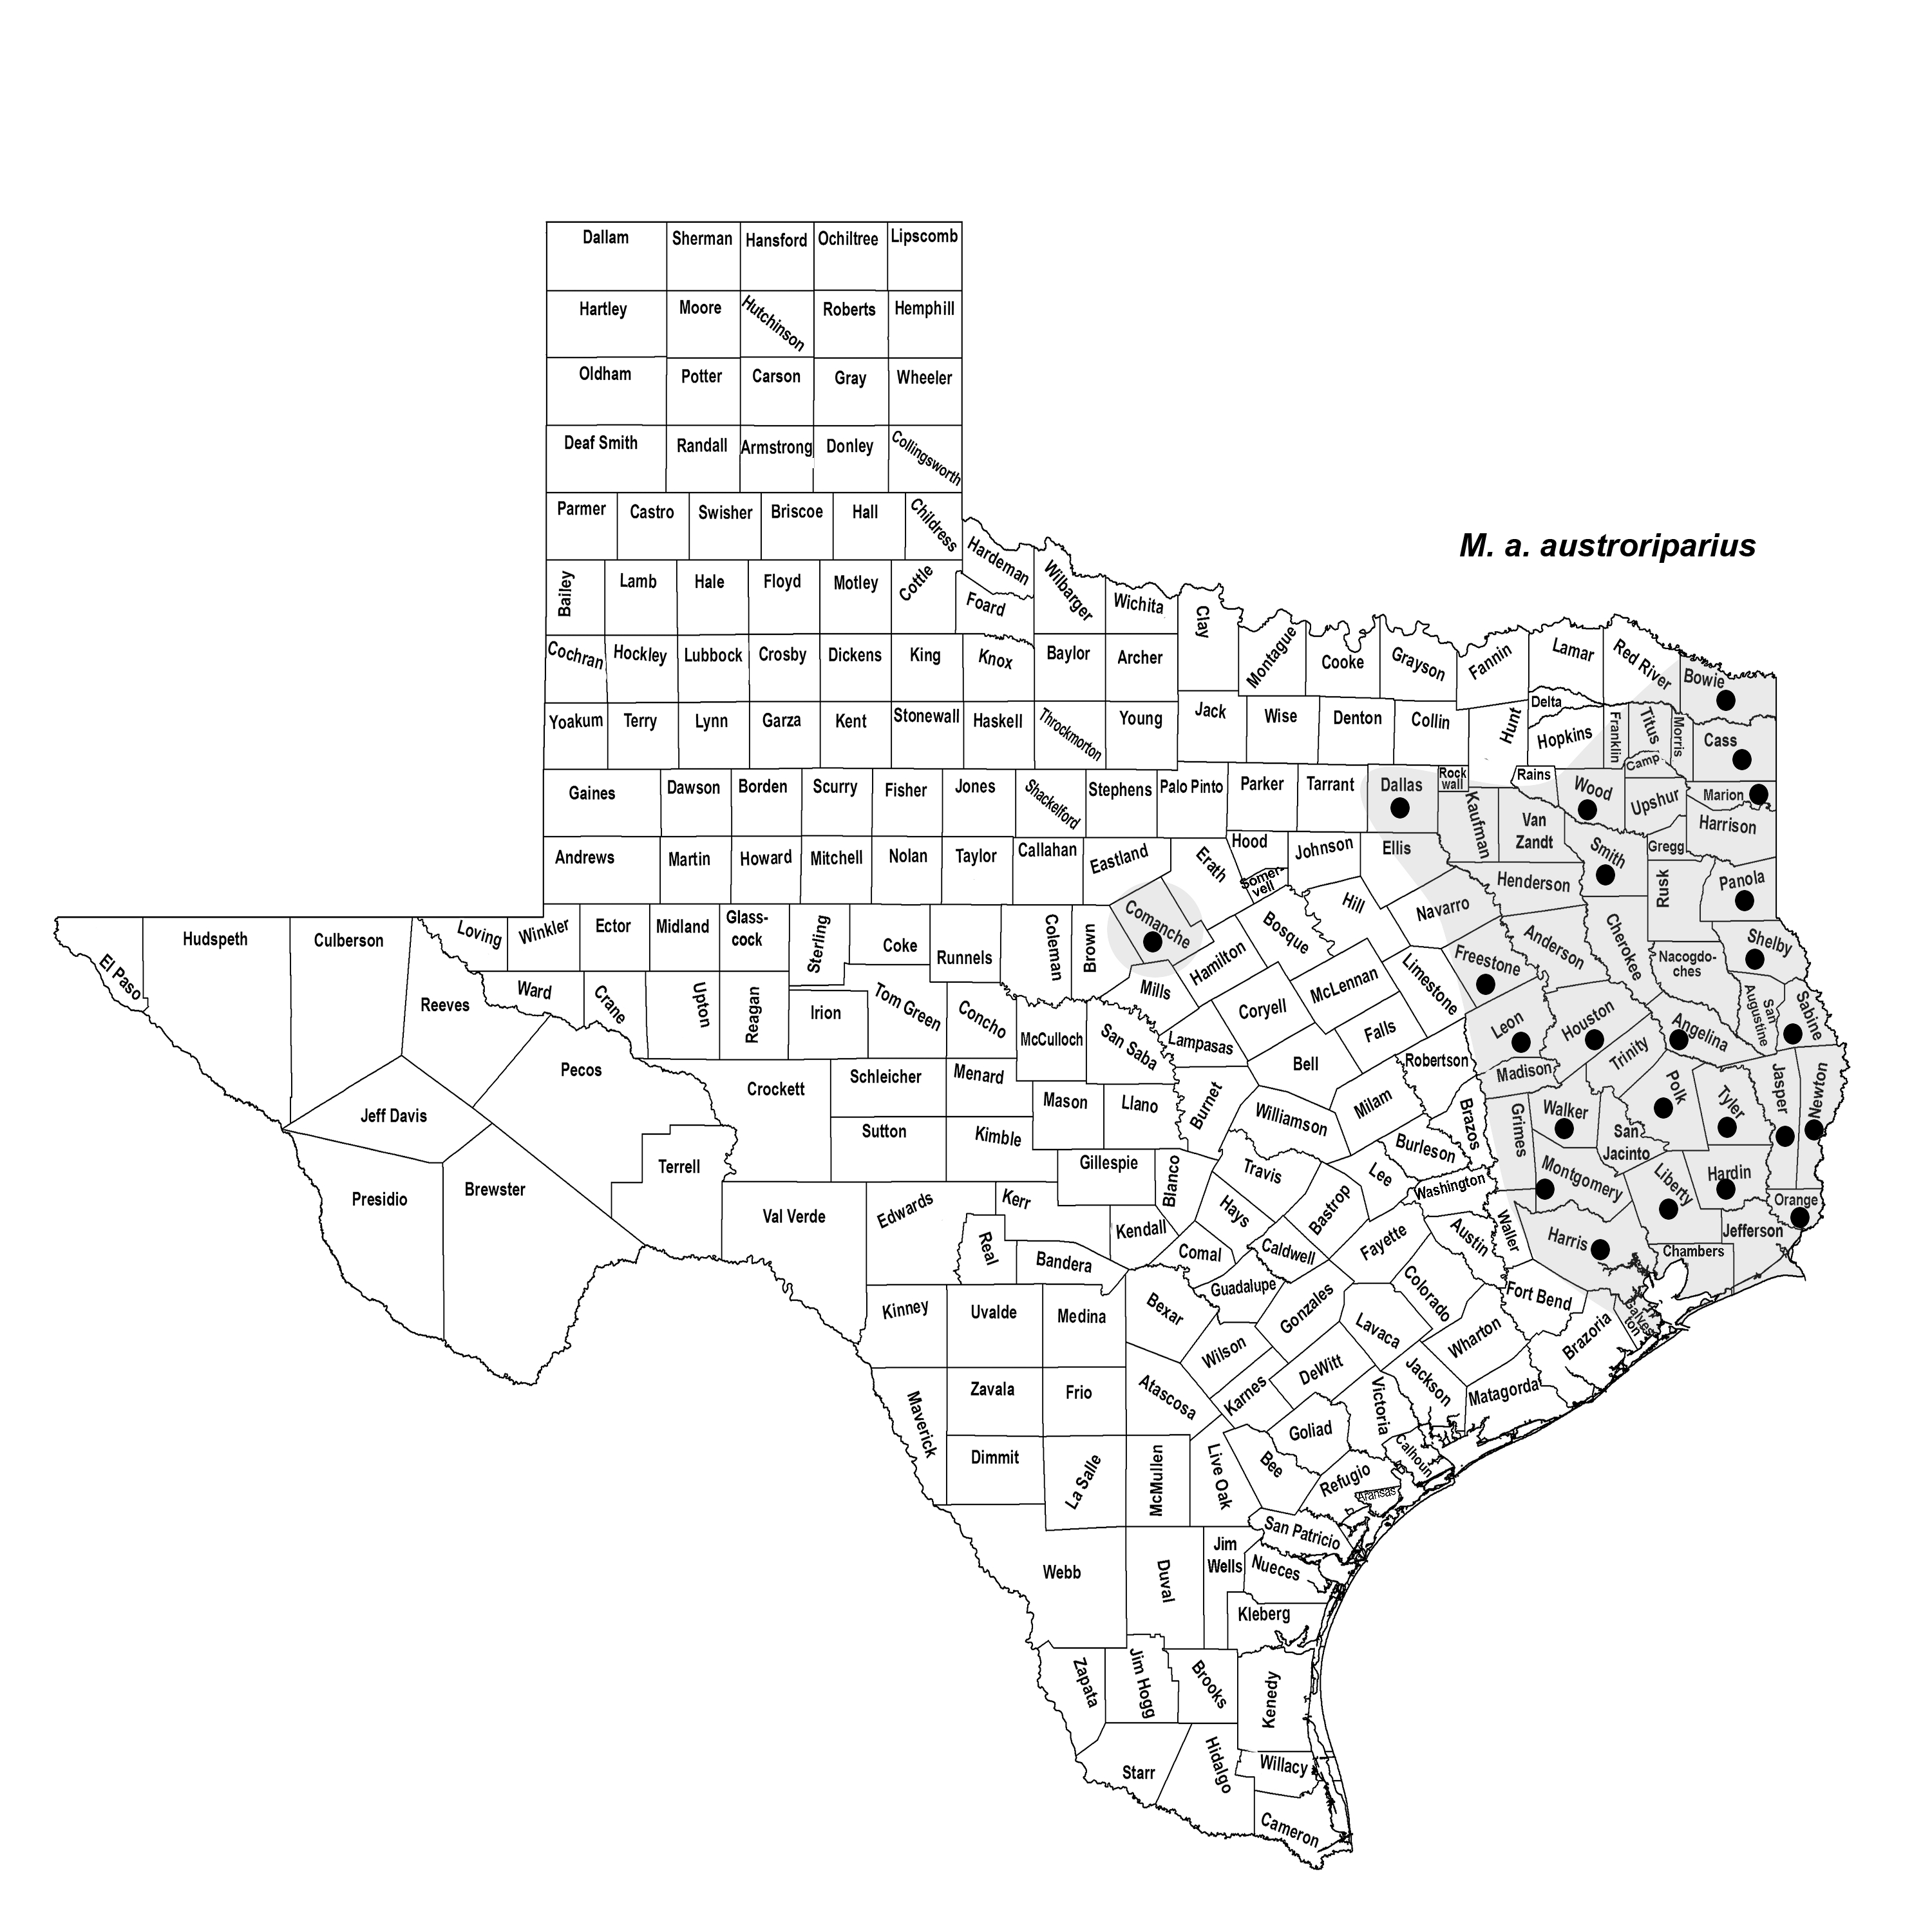 Dallam Sherman Hansford Ochiltree Lipscomb
Hartley Moore Hutchinson Roberts Hemphill
Oldham Potter Carson Gray Wheeler
Deaf Smith Randall Armstrong Donley Collingsworth
Parmer Castro Swisher Briscoe Hall Childress
M. a. austroriparius
Hardeman
Bailey Lamb Hale Floyd Motley Cottle Foard Wilbarger Wichita Clay
Cochran Hockley Lubbock Crosby Dickens King Knox Baylor Archer Montague Cooke Grayson Fannin Lamar Red River Bowie
Yoakum Terry Lynn Garza Kent Stonewall Haskell Throckmorton Young Jack Wise Denton Collin Hunt Delta Hopkins Franklin Titus Morris Cass
Camp
Gaines Dawson Borden Scurry Fisher Jones Shackelford Stephens Palo Pinto Parker Tarrant Dallas
Rock
wall
Rains Wood Upshur Marion
Kaufman
Van
Zandt
Harrison
Andrews Martin Howard Mitchell Nolan Taylor Callahan Eastland Erath Hood Johnson Ellis Smith Gregg
Somer
vell
Henderson Rusk Panola
El Paso Hudspeth Culberson Loving Winkler Ector Midland
Glass-
cock
Sterling Coke Runnels Coleman Brown Comanche Hamilton Bosque Hill Navarro Anderson Cherokee
Nacogdo-
ches
Shelby
Reeves Ward Crane Upton Reagan Irion Tom Green Concho McCulloch San Saba Mills Lampasas Coryell McLennan Limestone Freestone
Falls Leon Houston Trinity Angelina
San
Augustine
Sabine
Jeff Davis Pecos Crockett Schleicher Menard Mason Llano Burnet Bell Milam Robertson Madison Polk Tyler Jasper Newton
Presidio Brewster Terrell Sutton Kimble Gillespie Blanco Williamson Travis Burleson Brazos Grimes Walker
San
Jacinto
Val Verde Edwards Kerr Real Kendall Bandera Hays Comal Caldwell Bastrop Lee Washington Fayette Austin Waller Montgomery Liberty Hardin Orange
Harris Jefferson
Chambers
Kinney Uvalde Medina Bexar Guadalupe Gonzales Colorado Fort Bend
Galves
ton
Wilson Lavaca Wharton Brazoria
Maverick Zavala Frio Atascosa Karnes DeWitt Victoria Jackson Matagorda
Dimmit La Salle McMullen Live Oak Bee Goliad Refugio Calhoun
Aransas
San Patricio
Webb Duval
Jim
Wells
Nueces
Kleberg
Zapata Jim Hogg Brooks Kenedy
Starr Hidalgo Willacy
Cameron